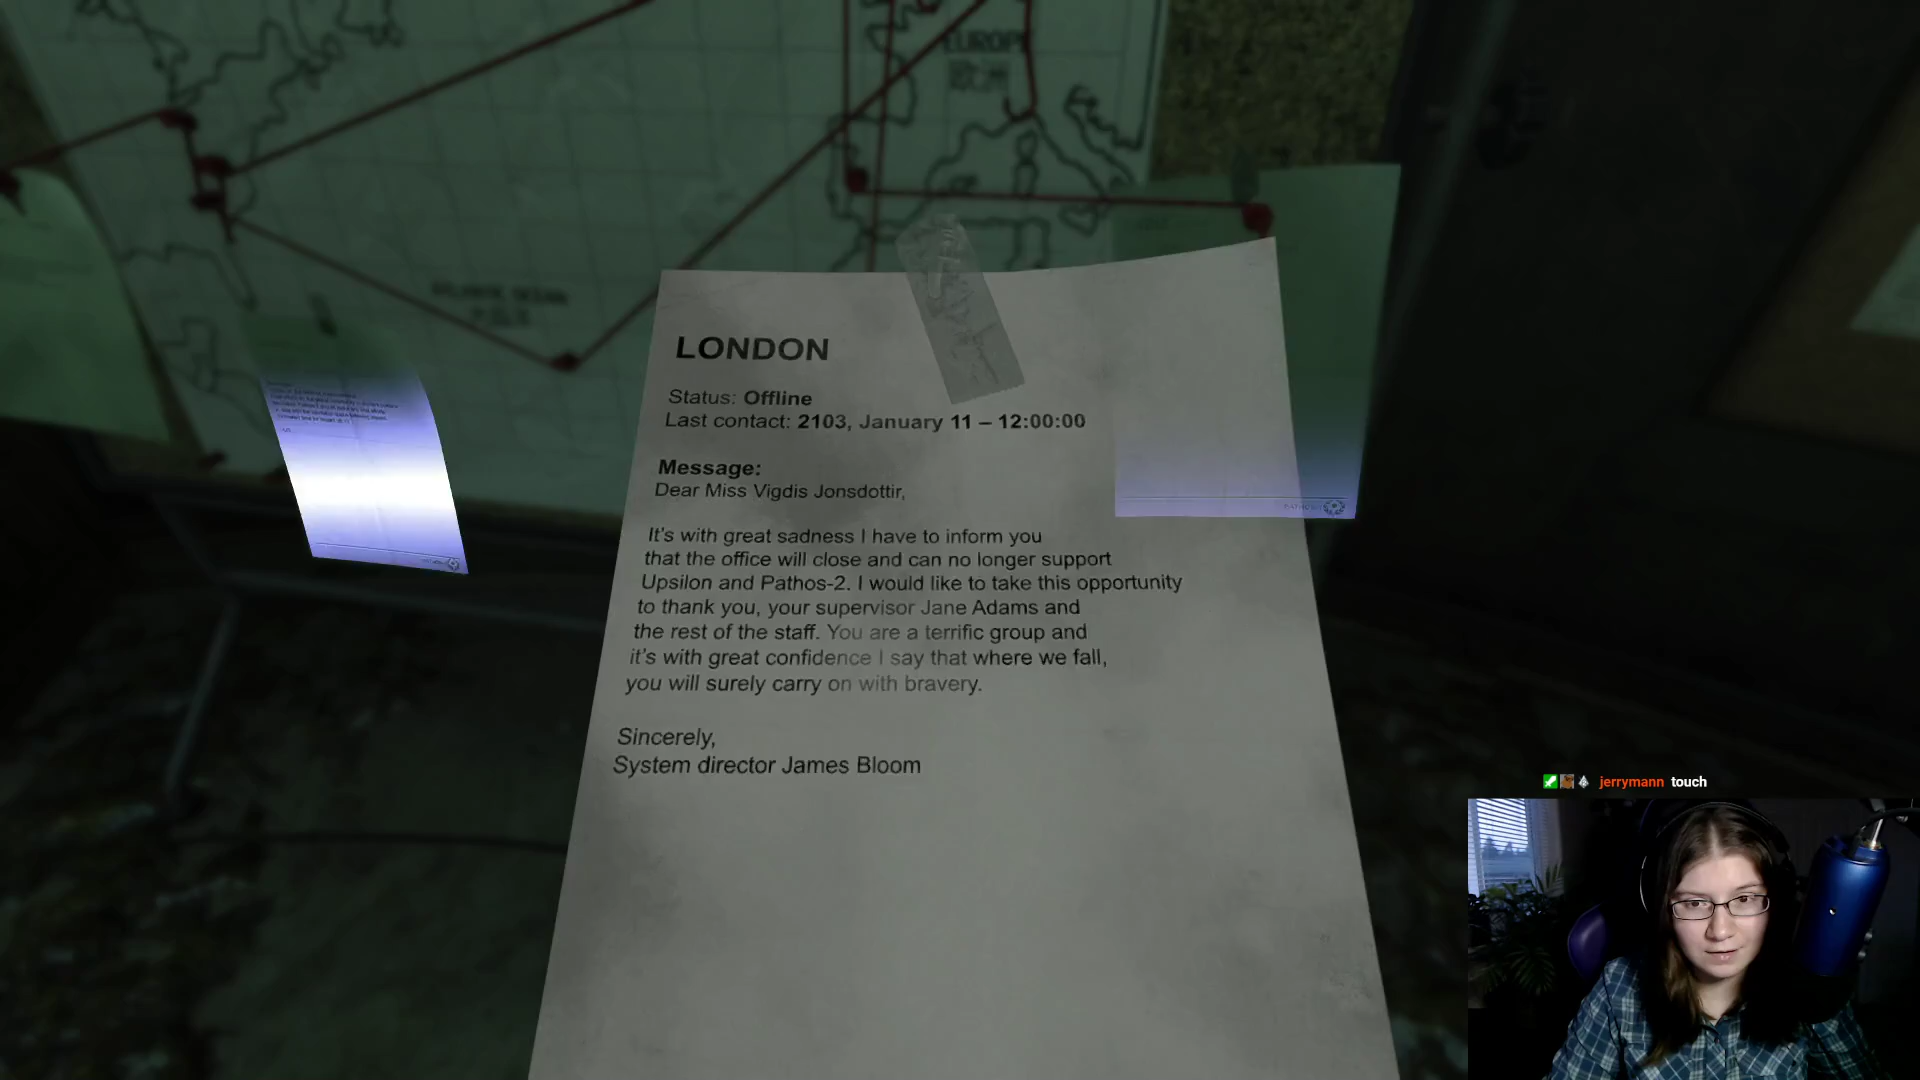 EUROPE
欧洲
LONDON
Status: Offline
Last contact: 2103, January 11 – 12:00:00
Message:
Dear Miss Vigdis Jonsdottir,
It's with great sadness I have to inform you
that the office will close and can no longer support
Upsilon and Pathos-2. I would like to take this opportunity
to thank you, your supervisor Jane Adams and
the rest of the staff. You are a terrific group and
it's with great confidence I say that where we fall,
you will surely carry on with bravery.
Sincerely,
System director James Bloom
jerrymann touch